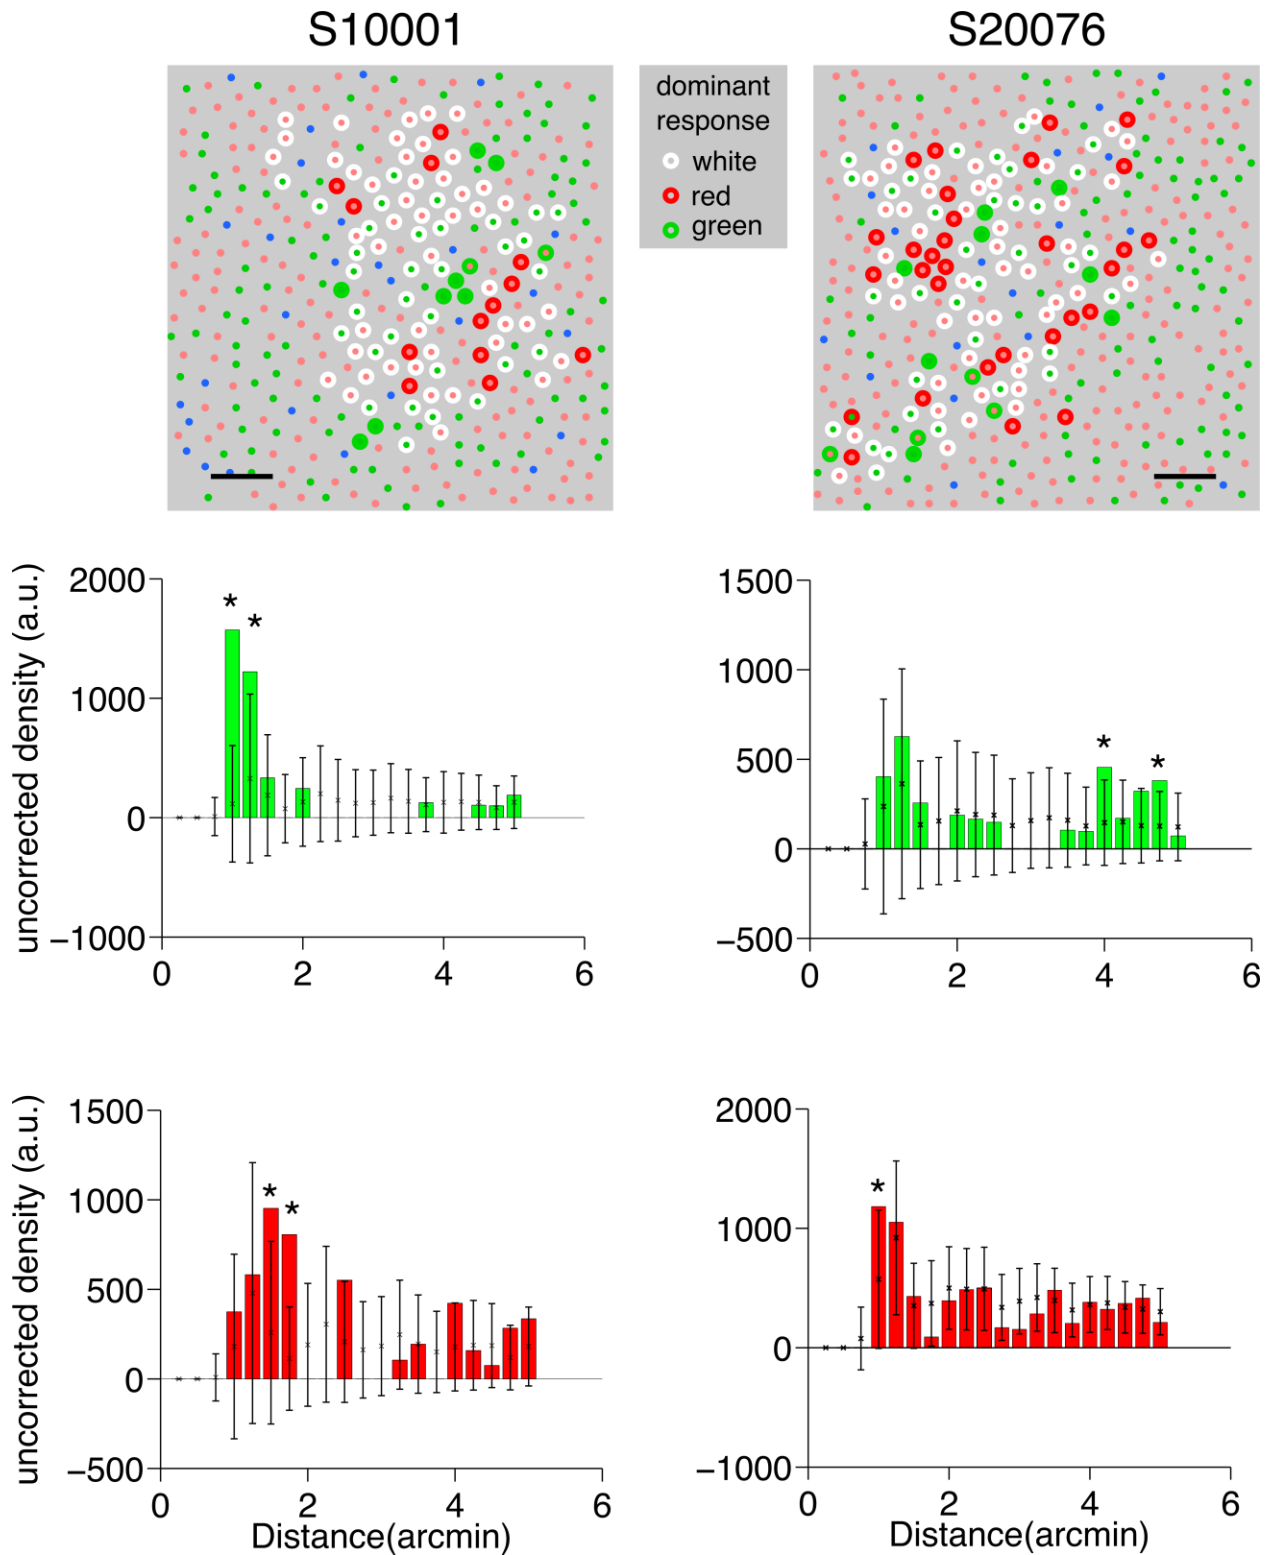 S10001
S20076
dominant
response
white
red
green
uncorrected density (a.u.)
2000
1000
0
−1000
0 2 4 6
* *
1500
1000
500
0
−500
0 2 4 6
* *
uncorrected density (a.u.)
1500
1000
500
0
−500
0 2 4 6
* *
Distance(arcmin)
2000
1000
0
−1000
0 2 4 6
*
Distance(arcmin)